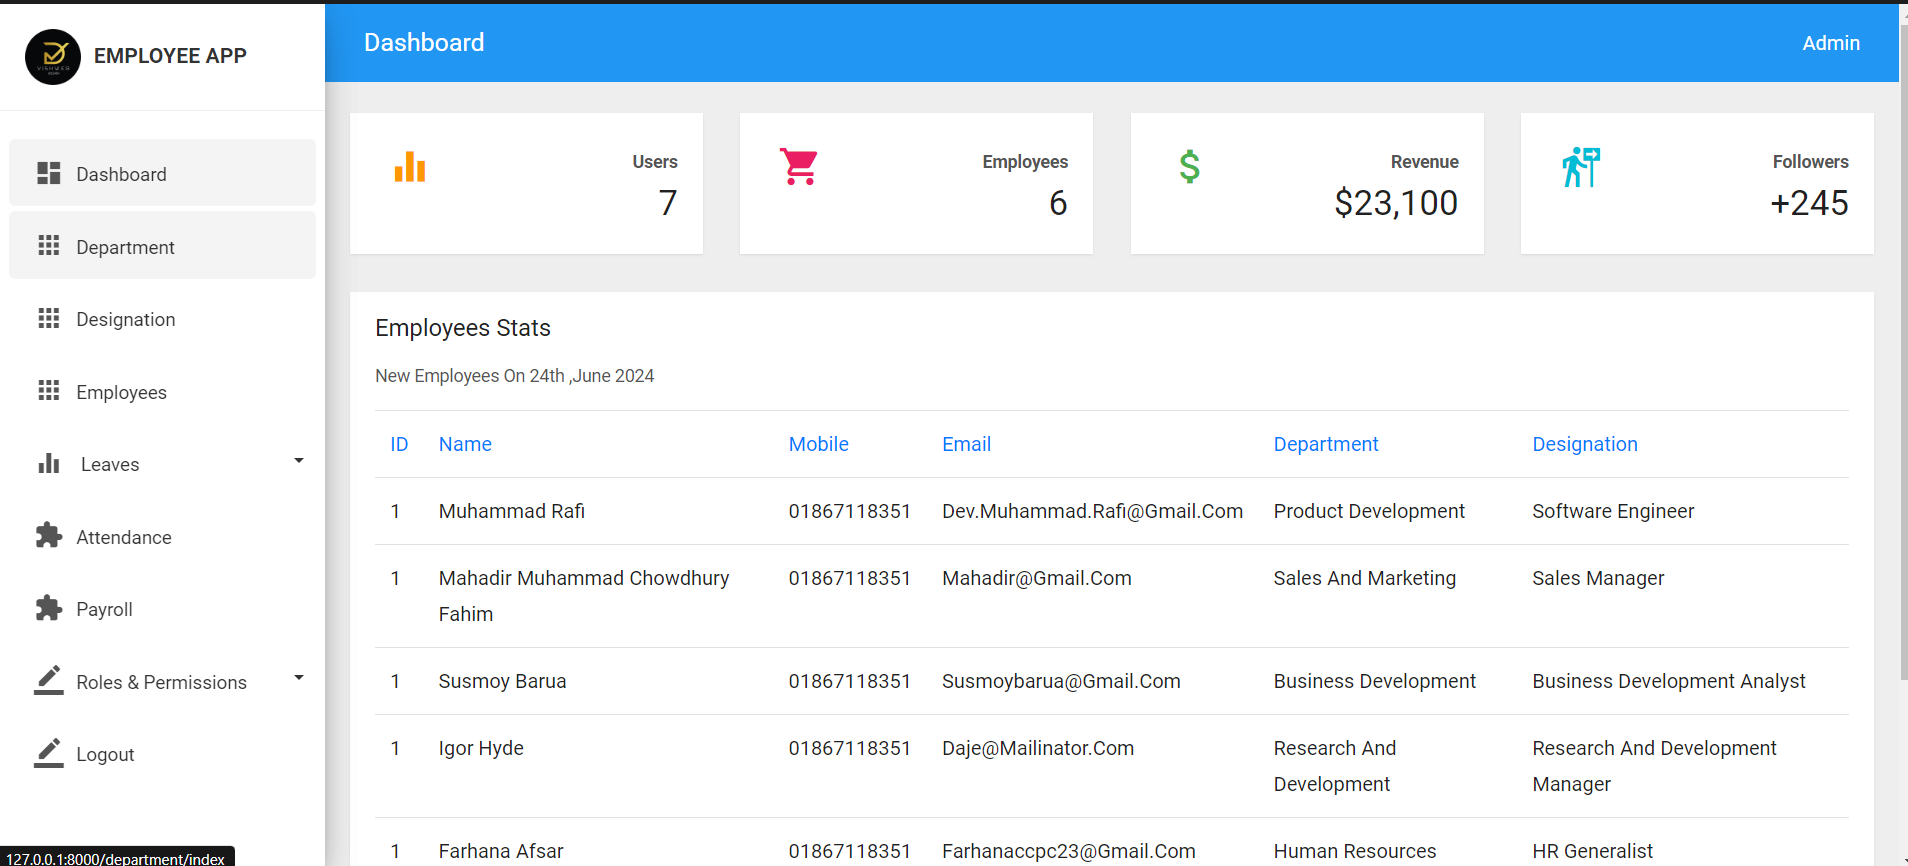 EMPLOYEE APP
Dashboard
Admin
Dashboard
Department
Designation
Employees
Leaves
Attendance
Payroll
Roles & Permissions
Logout
Users
7
Employees
6
Revenue
$23,100
Followers
+245
Employees Stats
New Employees On 24th ,June 2024
ID Name Mobile Email Department Designation
1 Muhammad Rafi 01867118351 Dev.Muhammad.Rafi@Gmail.Com Product Development Software Engineer
1 Mahadir Muhammad Chowdhury 01867118351 Mahadir@Gmail.Com Sales And Marketing Sales Manager
Fahim
1 Susmoy Barua 01867118351 Susmoybarua@Gmail.Com Business Development Business Development Analyst
1 Igor Hyde 01867118351 Daje@Mailinator.Com Research And Research And Development
Development Manager
1 Farhana Afsar 01867118351 Farhanaccpc23@Gmail.Com Human Resources HR Generalist
127.0.0.1:8000/department/index